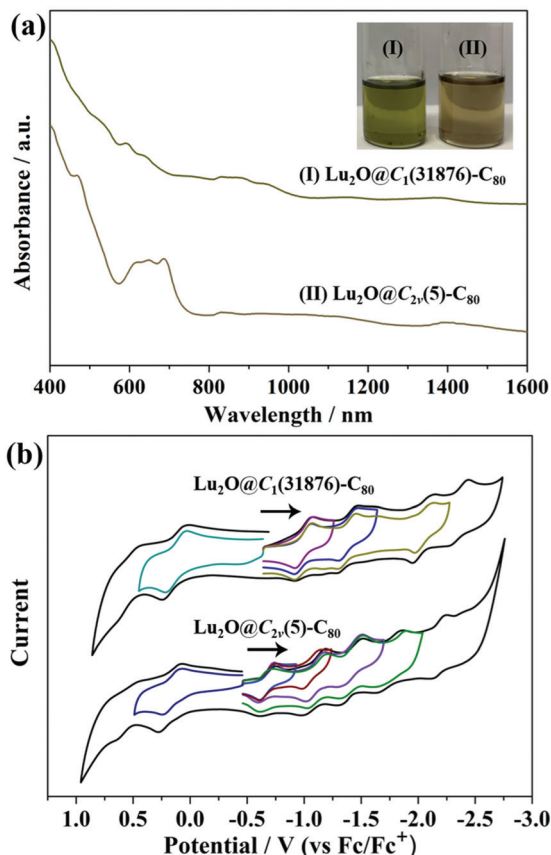 (a)
(I) (II)
(I) Lu₂O@C₁(31876)-C₈₀
(II) Lu₂O@C₂ᵥ(5)-C₈₀
Absorbance / a.u.
400 600 800 1000 1200 1400 1600
Wavelength / nm
(b)
Lu₂O@C₁(31876)-C₈₀
Lu₂O@C₂ᵥ(5)-C₈₀
Current
1.0 0.5 0.0 -0.5 -1.0 -1.5 -2.0 -2.5 -3.0
Potential / V (vs Fc/Fc⁺)